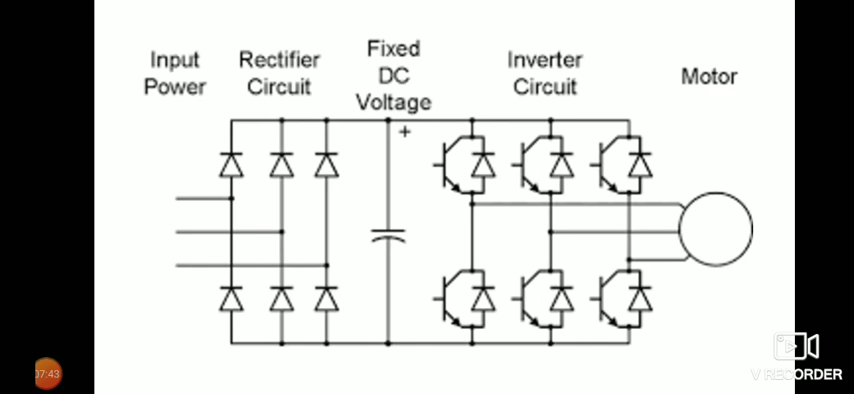 Input
Power
Rectifier
Circuit
Fixed
DC
Voltage
Inverter
Circuit
Motor
+
07:43
V RECORDER